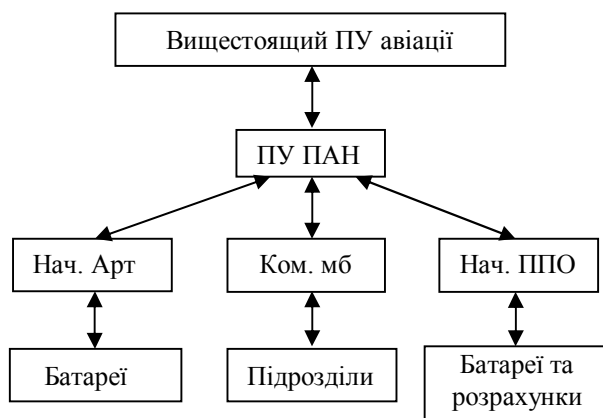 Вищестоящий ПУ авіації
ПУ ПАН
Нач. Арт
Ком. мб
Нач. ППО
Батареї
Підрозділи
Батареї та
розрахунки